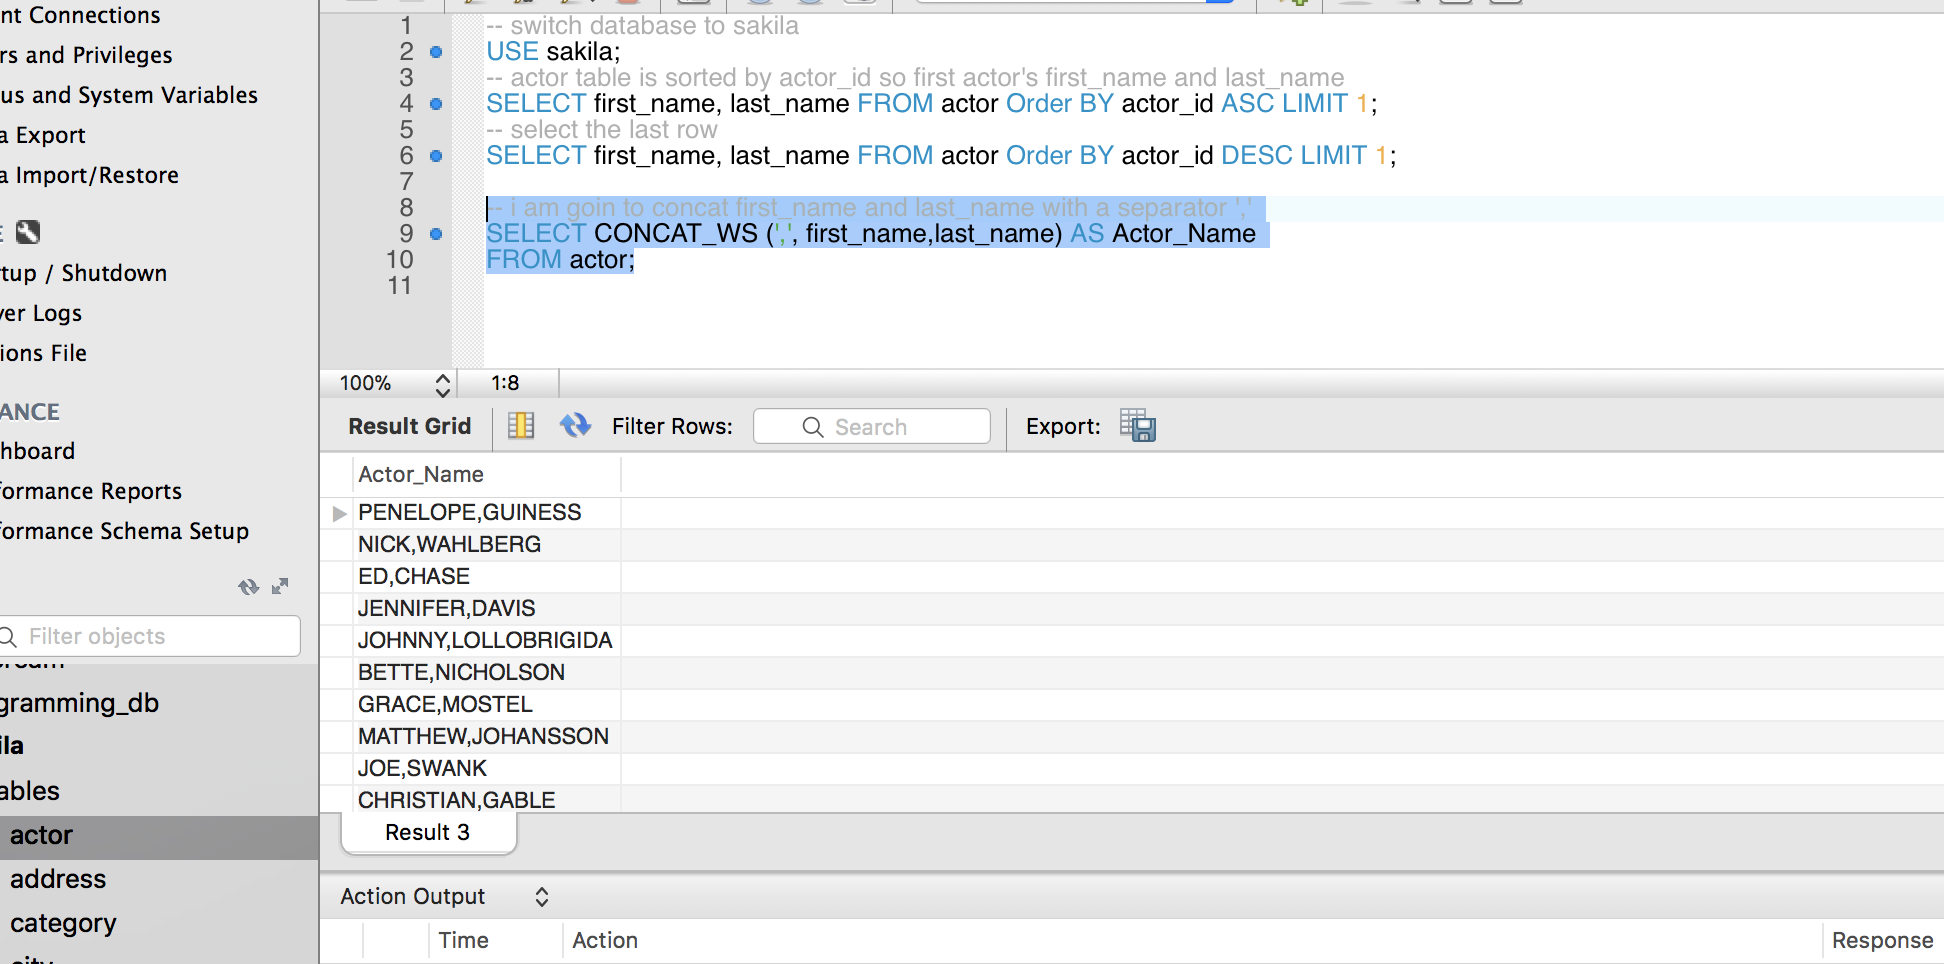 nt Connections
rs and Privileges
us and System Variables
a Export
a Import/Restore
E
tup / Shutdown
ver Logs
ions File
ANCE
hboard
formance Reports
formance Schema Setup
Filter objects
gramming_db
ila
ables
actor
address
category
city
1 -- switch database to sakila
2 USE sakila;
3 -- actor table is sorted by actor_id so first actor's first_name and last_name
4 SELECT first_name, last_name FROM actor Order BY actor_id ASC LIMIT 1;
5 -- select the last row
6 SELECT first_name, last_name FROM actor Order BY actor_id DESC LIMIT 1;
7
8 -- i am goin to concat first_name and last_name with a separator ','
9 SELECT CONCAT_WS (',', first_name,last_name) AS Actor_Name
10 FROM actor;
11
100% 1:8
Result Grid Filter Rows: Search Export:
Actor_Name
PENELOPE,GUINESS
NICK,WAHLBERG
ED,CHASE
JENNIFER,DAVIS
JOHNNY,LOLLOBRIGIDA
BETTE,NICHOLSON
GRACE,MOSTEL
MATTHEW,JOHANSSON
JOE,SWANK
CHRISTIAN,GABLE
Result 3
Action Output
Time Action Response